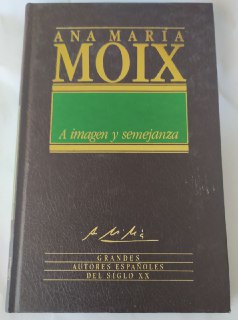 ANA MARÍA
MOIX
A imagen y semejanza
GRANDES
AUTORES ESPAÑOLES
DEL SIGLO XX